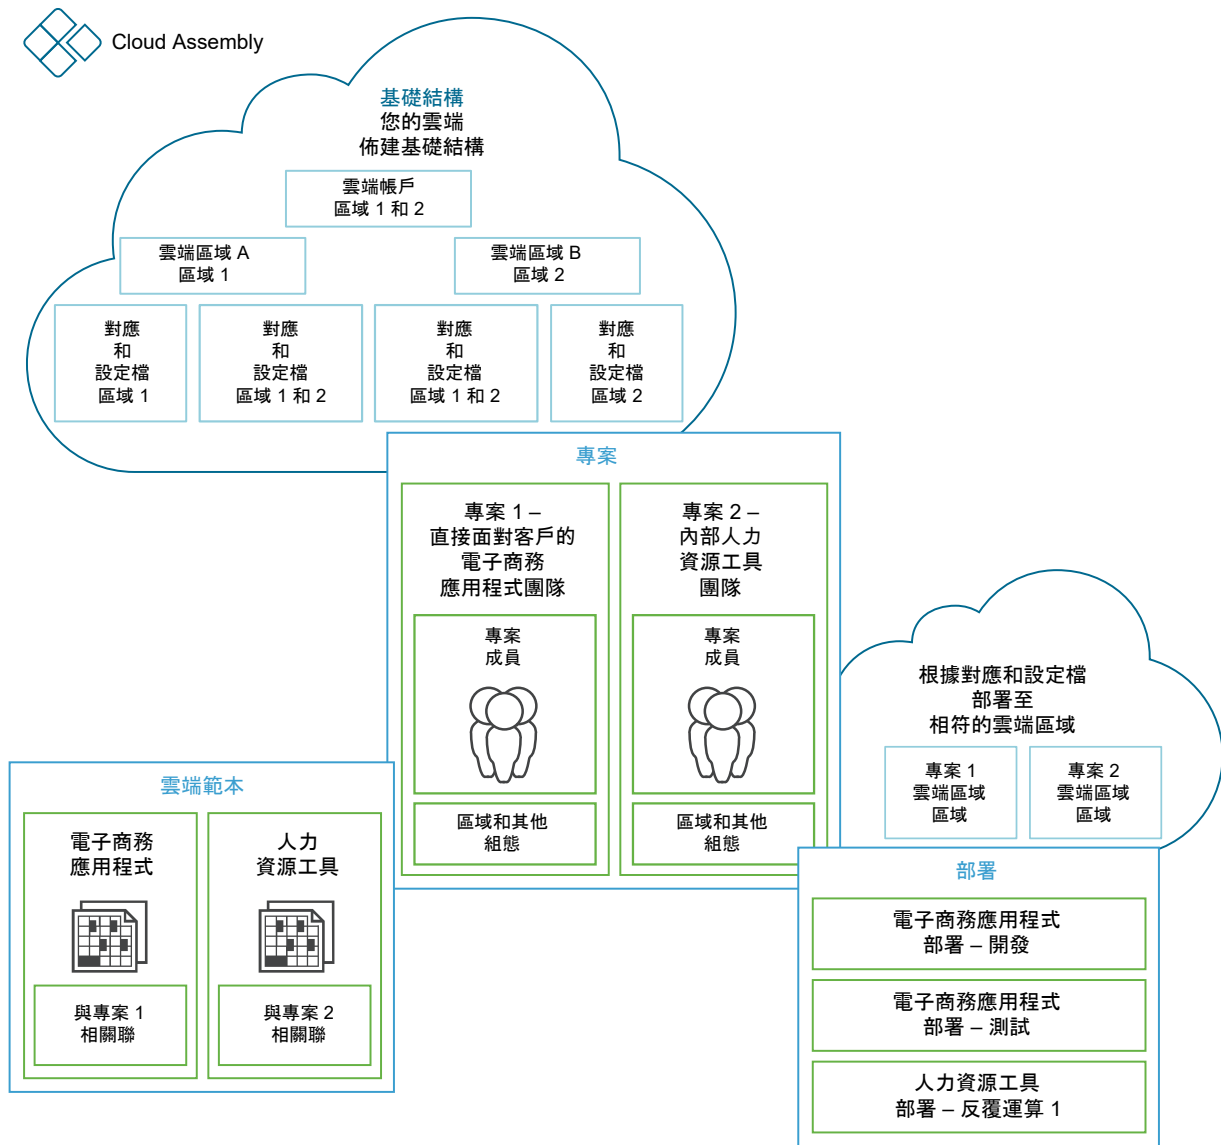 Cloud Assembly
基礎結構
您的雲端
佈建基礎結構
雲端帳戶
區域 1 和 2
雲端區域 A
區域 1
雲端區域 B
區域 2
對應
和
設定檔
區域 1
對應
和
設定檔
區域 1 和 2
對應
和
設定檔
區域 1 和 2
對應
和
設定檔
區域 2
專案
專案 1 –
直接面對客戶的
電子商務
應用程式團隊
專案
成員
區域和其他
組態
專案 2 –
內部人力
資源工具
團隊
專案
成員
區域和其他
組態
根據對應和設定檔
部署至
相符的雲端區域
專案 1
雲端區域
區域
專案 2
雲端區域
區域
雲端範本
電子商務
應用程式
與專案 1
相關聯
人力
資源工具
與專案 2
相關聯
部署
電子商務應用程式
部署 – 開發
電子商務應用程式
部署 – 測試
人力資源工具
部署 – 反覆運算 1